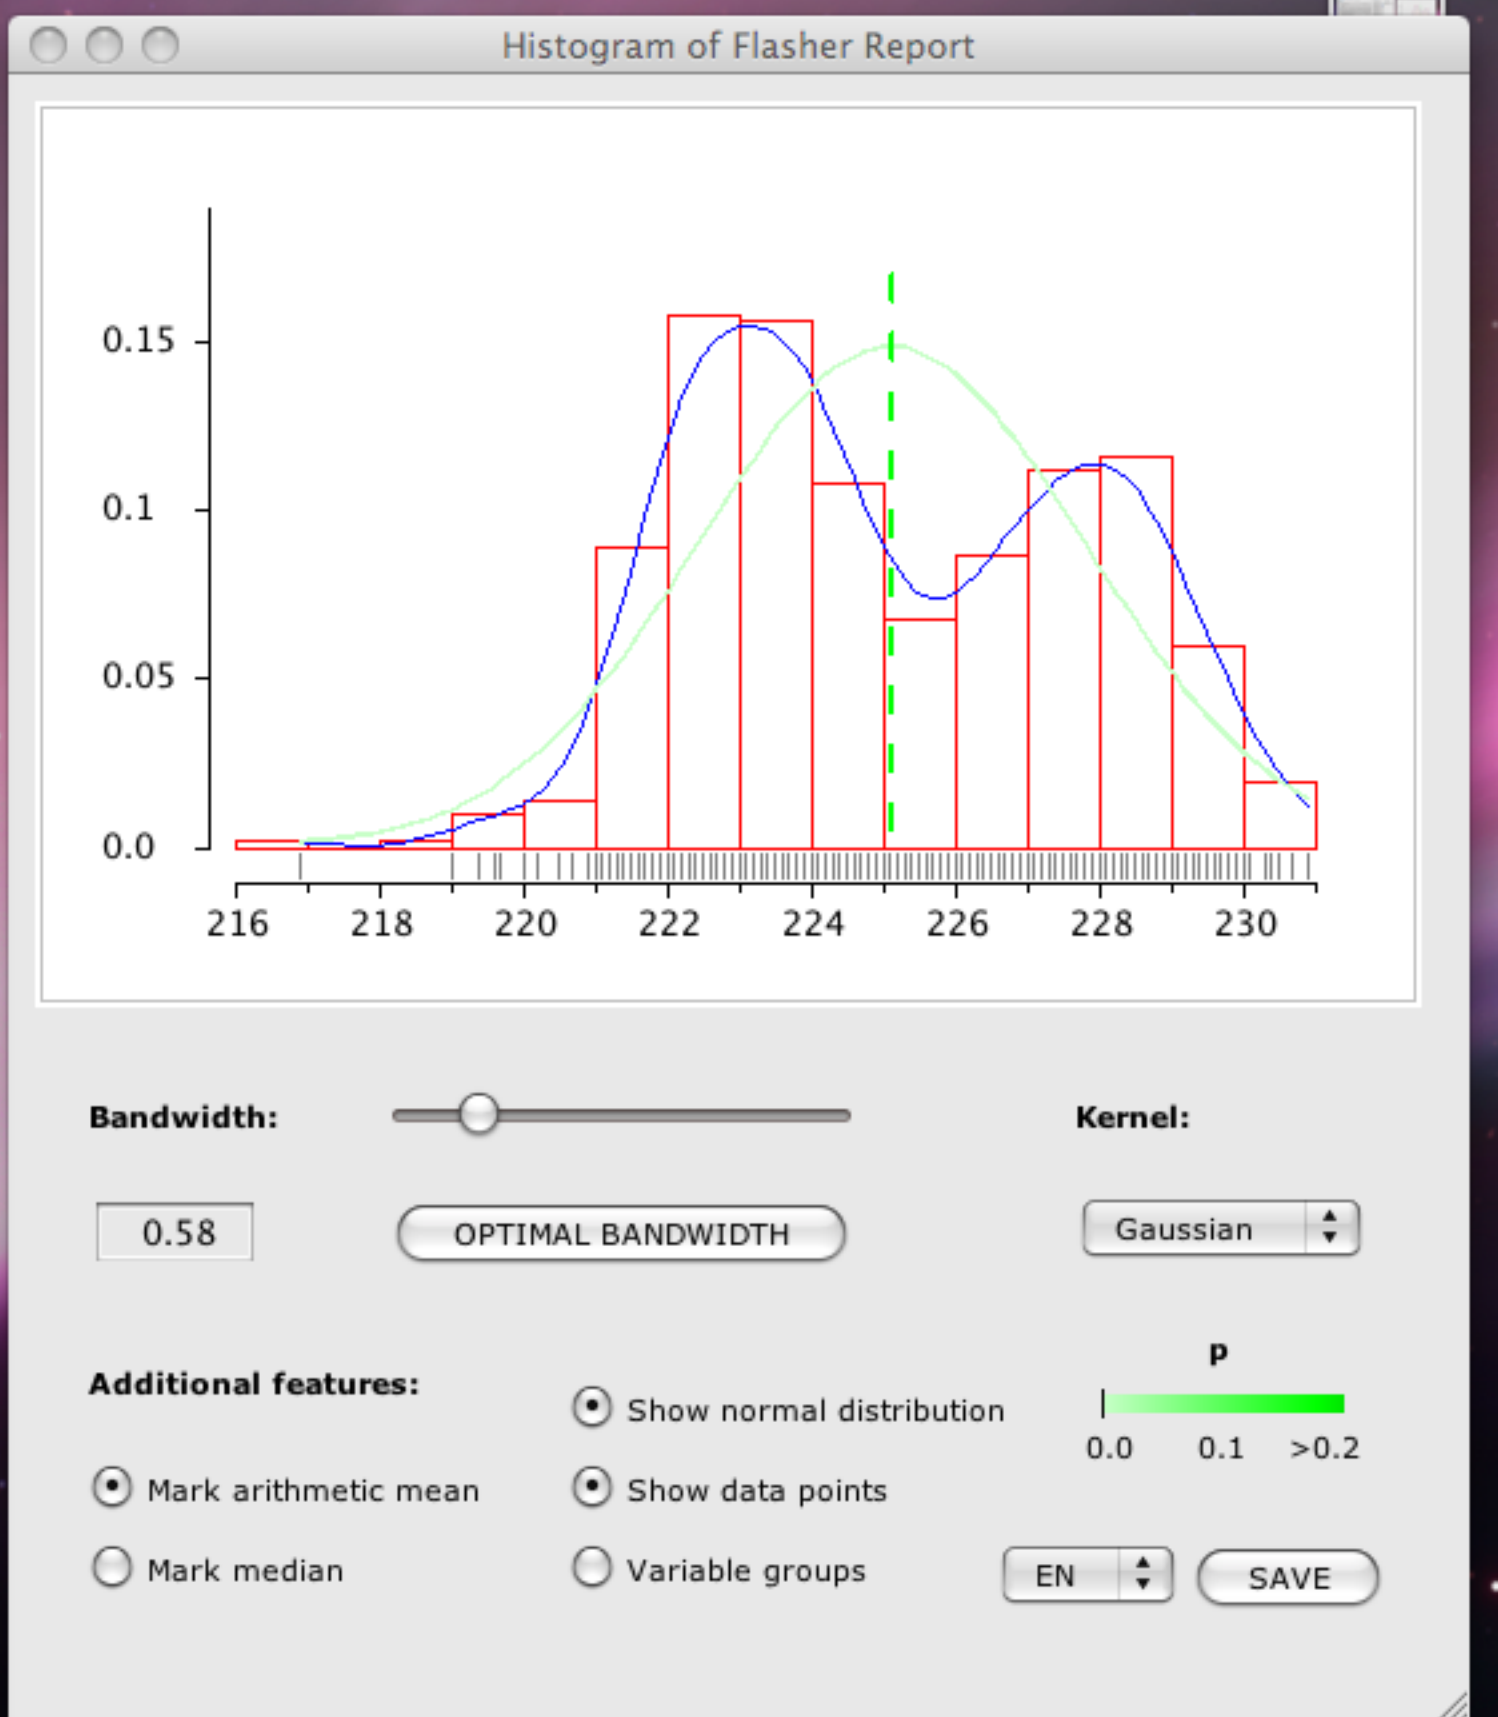 Histogram of Flasher Report
0.15
0.1
0.05
0.0
216 218 220 222 224 226 228 230
Bandwidth:
Kernel:
0.58
OPTIMAL BANDWIDTH
Gaussian
p
Additional features:
Show normal distribution
0.0 0.1 >0.2
Mark arithmetic mean
Show data points
Mark median
Variable groups
EN
SAVE